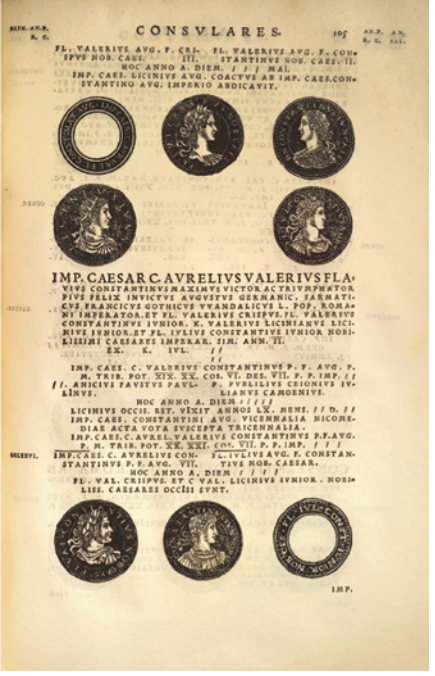 CONSVLARES.
105
FL. VALERIVS AVG. F. CRI- FL. VALERIVS AVG. F. CON-
SPVS NOB. CAES. III. STANTINVS NOB. CAES. II.
HOC ANNO A. DIEM / / / / MAI.
IMP. CAES. LICINIVS AVG. COACTVS AB IMP. CAES. CON-
STANTINO AVG. IMPERIO ABDICAVIT.
IMP. CAESAR C. AVRELIVS VALERIVS FLA-
VIVS CONSTANTINVS MAXIMVS VICTOR AC TRIVMPHATOR
PIVS FELIX INVICTVS AVGVSTVS GERMANIC. SARMATI-
CVS FRANCICVS GOTHICVS VVANDALICVS L. POP. ROMA-
NI IMPERATOR. ET FL. VALERIVS CRISPVS. FL. VALERIVS
CONSTANTINVS IVNIOR. K. VALERIVS LICINIANVS LICI-
NIVS IVNIOR. ET FL. IVLIVS CONSTANTIVS IVNIOR NOBI-
LISSIMI CAESARES IMPERAR. SIM. ANN. II.
EX. K. IVL. / /
/ /
IMP. CAES. C. VALERIVS CONSTANTINVS P. F. AVG. P.
M. TRIB. POT. XIX. XX. COS. VI. DES. VII. P. P. IMP. / /
//. ANICIVS FAVSTVS PAVL- P. PVBLILIVS CEIONIVS IV-
LINVS. LIANVS CAMOENIVS.
HOC ANNO A. DIEM / / / / /
LICINIVS OCCIS. EST. VIXIT ANNOS LX. MENS. / / D. / /
IMP. CAES. CONSTANTINI AVG. VICENNALIA NICOME-
DIAE ACTA VOTA SVSCEPTA TRICENNALIA.
IMP. CAES. C. AVREL. VALERIVS CONSTANTINVS P. F. AVG.
P. M. TRIB. POT. XX. XXI. COS. VII. P. P. IMP. / / /
IMP. CAES. C. AVRELIVS CON- FL. IVLIVS AVG. F. CONSTAN-
STANTINVS P. F. AVG. VII. TIVS NOB. CAESAR.
HOC ANNO A. DIEM / / / /
FL. VAL. CRISPVS. ET C VAL. LICINIVS IVNIOR. NOBI-
LISS. CAESARES OCCISI SVNT.
IMP.